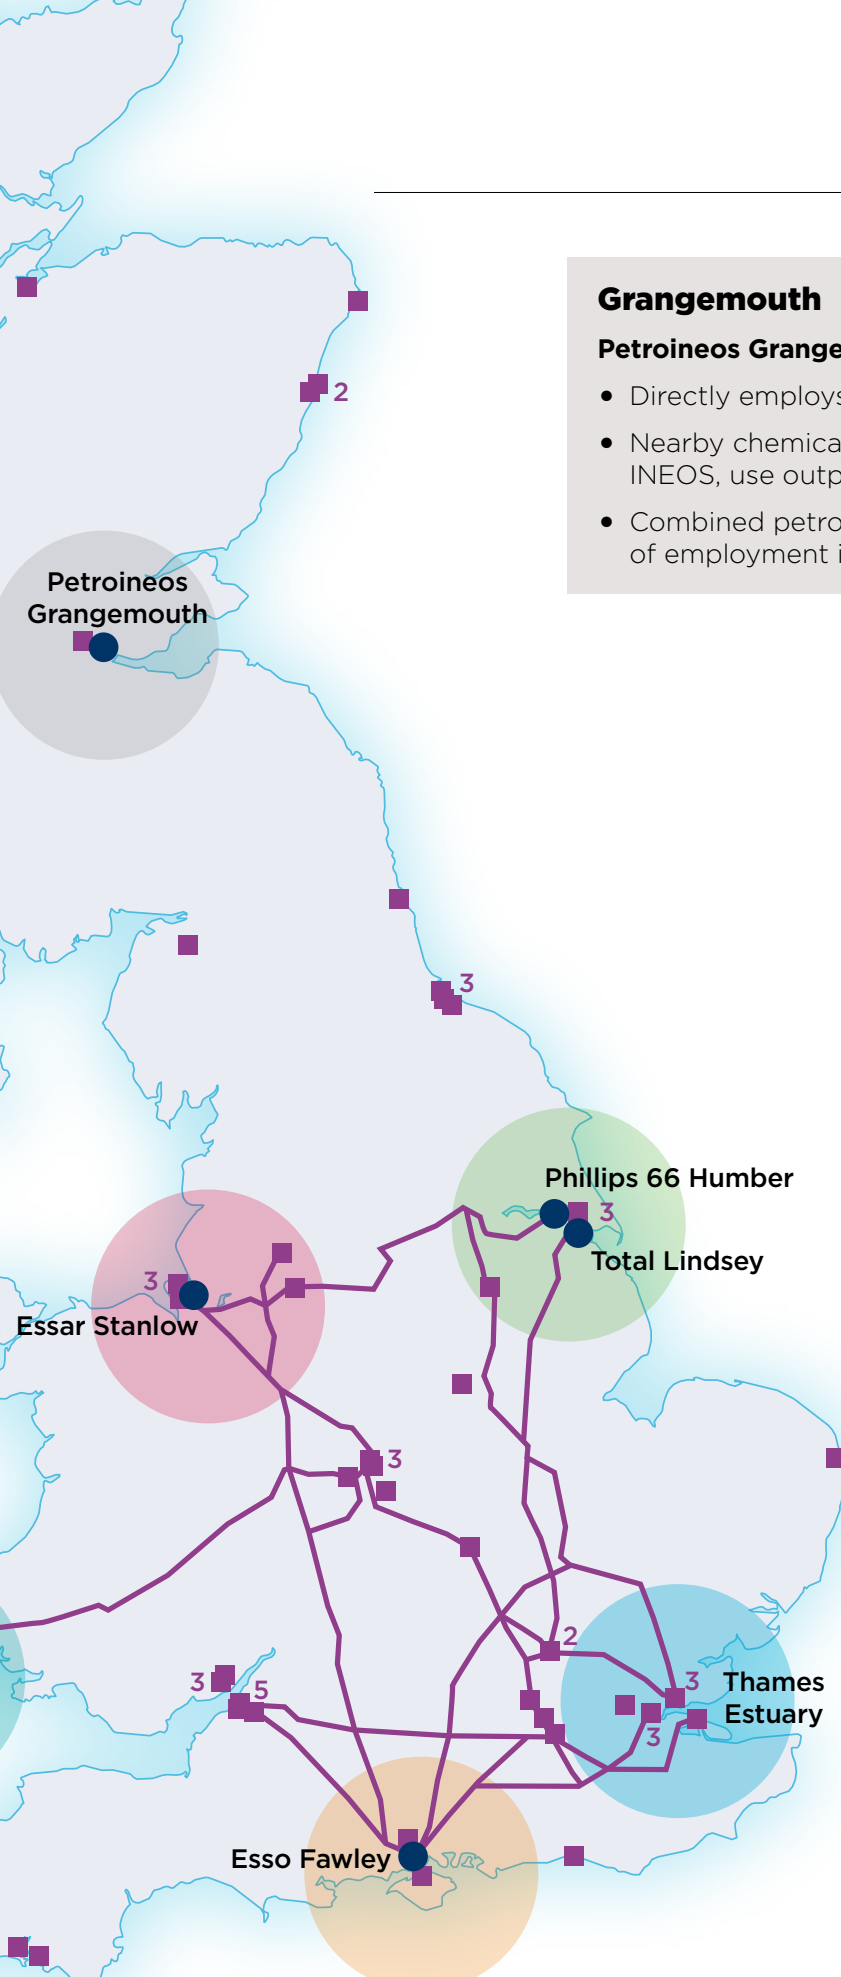 Grangemouth
Petroineos Grange
• Directly employs
• Nearby chemica
INEOS, use outp
• Combined petro
of employment i
2
Petroineos
Grangemouth
3
Phillips 66 Humber
3
Total Lindsey
3
Essar Stanlow
3
2
3
5
3
Thames
Estuary
3
Esso Fawley